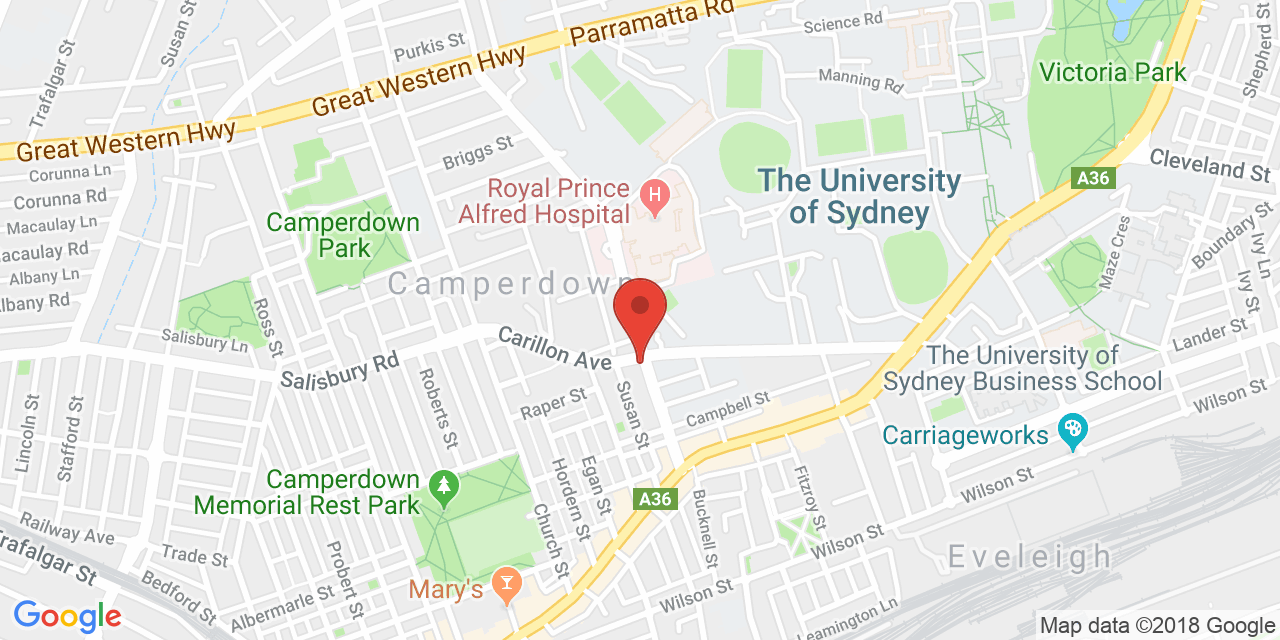 Parramatta Rd
Science Rd
Susan St
Trafalgar St
Purkis St
Great Western Hwy
Manning Rd
Victoria Park
Shepherd St
Great Western Hwy
Briggs St
Cleveland St
Corunna Ln
Corunna Rd
Macaulay Ln
Macaulay Rd
Albany Ln
Albany Rd
Royal Prince
Alfred Hospital
H
The University
of Sydney
A36
Camperdown
Park
Camperdown
Maze Cres
Boundary St
Ivy Ln
Ivy St
Ross St
Salisbury Ln
Salisbury Rd
Carillon Ave
Lander St
The University of
Sydney Business School
Wilson St
Roberts St
Raper St
Susan St
Campbell St
Lincoln St
Stafford St
Carriageworks
Camperdown
Memorial Rest Park
Egan St
Hordern St
Church St
A36
Bucknell St
Fitzroy St
Wilson St
Wilson St
Eveleigh
Railway Ave
Trafalgar St
Trade St
Bedford St
Probert St
Albermarle St
Mary's
Wilson St
Leamington Ln
Google
Map data ©2018 Google